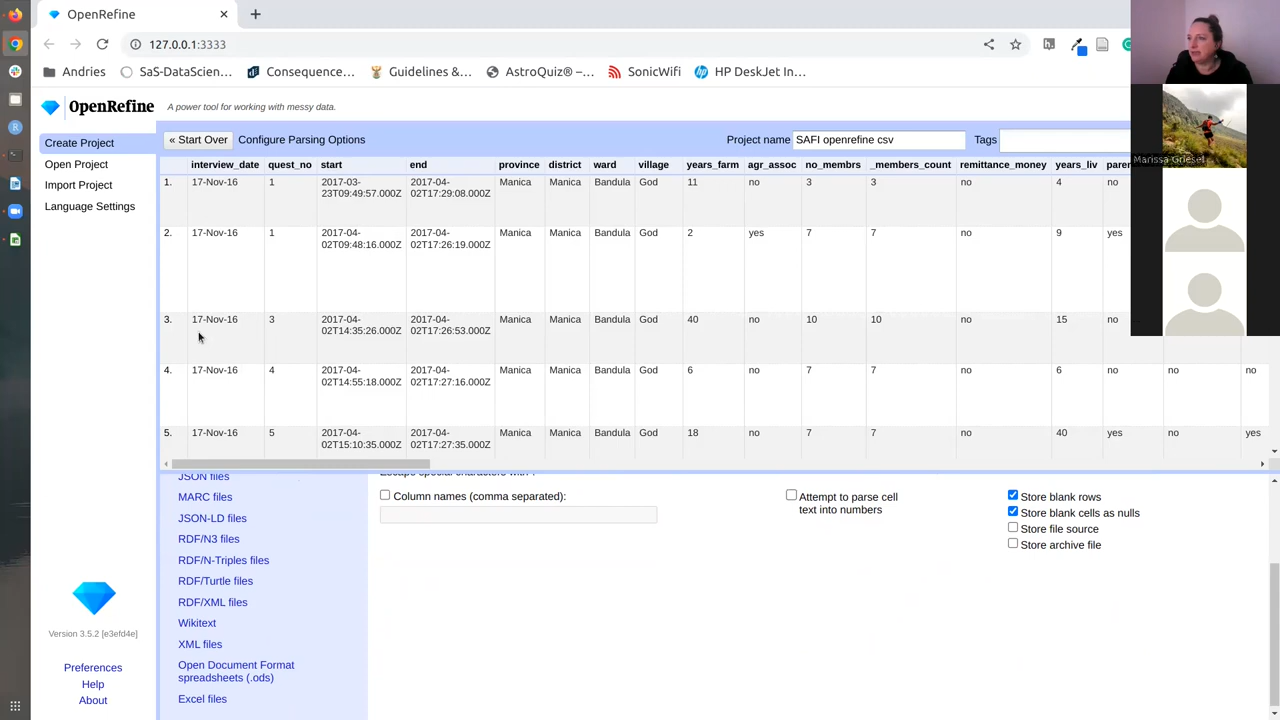 OpenRefine
127.0.0.1:3333
Andries SaS-DataScien... Consequence... Guidelines &... AstroQuiz® –... SonicWifi HP DeskJet In...
OpenRefine A power tool for working with messy data.
Create Project
Open Project
Import Project
Language Settings
« Start Over Configure Parsing Options Project name SAFI openrefine csv Tags
interview_date quest_no start end province district ward village years_farm agr_assoc no_membrs _members_count remittance_money years_liv paren
1. 17-Nov-16 1 2017-03-23T09:49:57.000Z 2017-04-02T17:29:08.000Z Manica Manica Bandula God 11 no 3 3 no 4 no
2. 17-Nov-16 1 2017-04-02T09:48:16.000Z 2017-04-02T17:26:19.000Z Manica Manica Bandula God 2 yes 7 7 no 9 yes
3. 17-Nov-16 3 2017-04-02T14:35:26.000Z 2017-04-02T17:26:53.000Z Manica Manica Bandula God 40 no 10 10 no 15 no
4. 17-Nov-16 4 2017-04-02T14:55:18.000Z 2017-04-02T17:27:16.000Z Manica Manica Bandula God 6 no 7 7 no 6 no no no
5. 17-Nov-16 5 2017-04-02T15:10:35.000Z 2017-04-02T17:27:35.000Z Manica Manica Bandula God 18 no 7 7 no 40 yes no yes
Marissa Griesel
JSON files
MARC files
JSON-LD files
RDF/N3 files
RDF/N-Triples files
RDF/Turtle files
RDF/XML files
Wikitext
XML files
Open Document Format
spreadsheets (.ods)
Excel files
Column names (comma separated):
Attempt to parse cell
text into numbers
Store blank rows
Store blank cells as nulls
Store file source
Store archive file
Version 3.5.2 [e3efd4e]
Preferences
Help
About